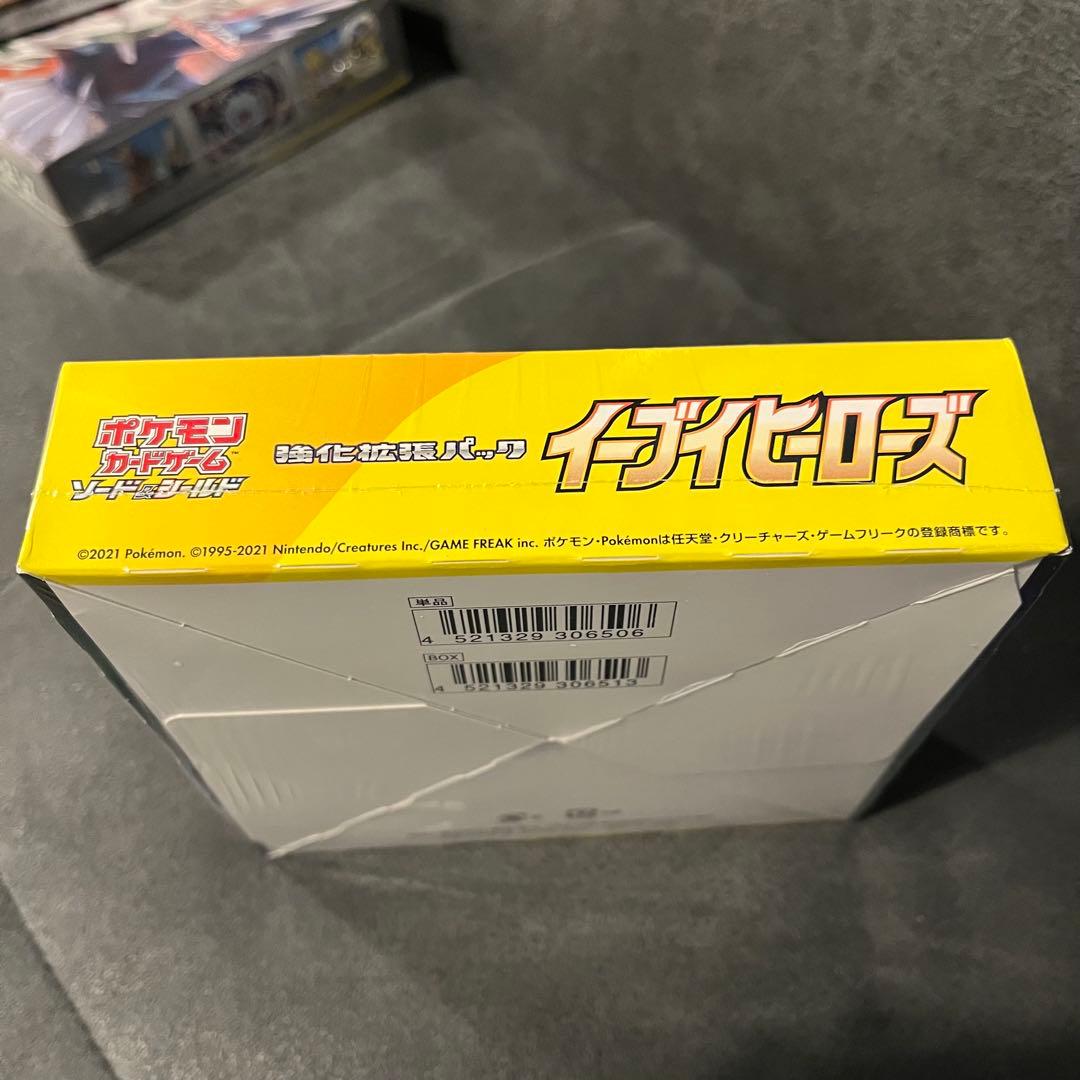 ポケモン
カードゲーム™
ソード&シールド
強化拡張パック
イーブイヒーローズ
©2021 Pokémon. ©1995-2021 Nintendo/Creatures Inc./GAME FREAK inc. ポケモン・Pokémonは任天堂・クリーチャーズ・ゲームフリークの登録商標です。
単品
4 521329 306506
BOX
4 521329 306513